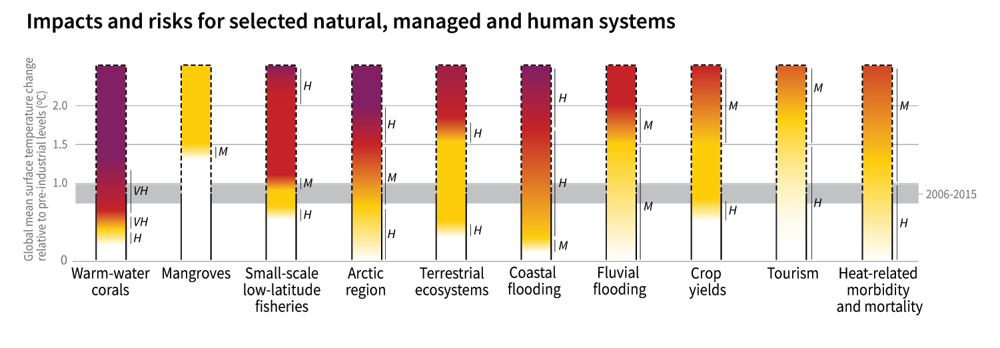 Impacts and risks for selected natural, managed and human systems
Global mean surface temperature change
relative to pre-industrial levels (ºC)
2.0
1.5
1.0
0
2006-2015
VH
VH
H
M
H
M
H
H
M
H
H
H
H
H
M
M
M
M
H
M
H
M
H
Warm-water
corals
Mangroves
Small-scale
low-latitude
fisheries
Arctic
region
Terrestrial
ecosystems
Coastal
flooding
Fluvial
flooding
Crop
yields
Tourism
Heat-related
morbidity
and mortality